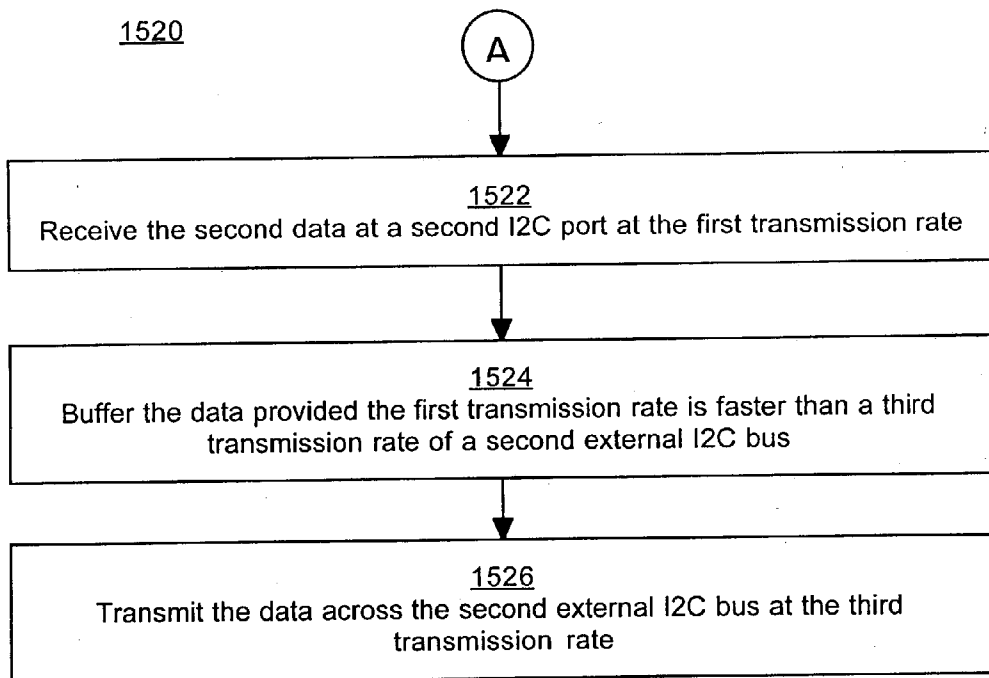 1520
A
1522
Receive the second data at a second I2C port at the first transmission rate
1524
Buffer the data provided the first transmission rate is faster than a third
transmission rate of a second external I2C bus
1526
Transmit the data across the second external I2C bus at the third
transmission rate